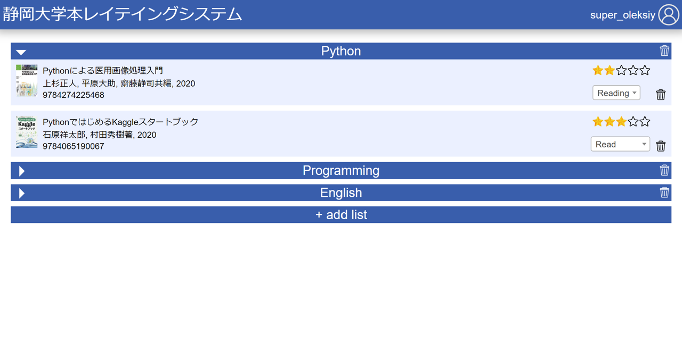 静岡大学本レイテイングシステム
super_oleksiy
Python
Pythonによる医用画像処理入門
上杉正人, 平原大助, 齋藤静司共編, 2020
9784274225468
Reading
PythonではじめるKaggleスタートブック
石原祥太郎, 村田秀樹著, 2020
9784065190067
Read
Programming
English
+ add list